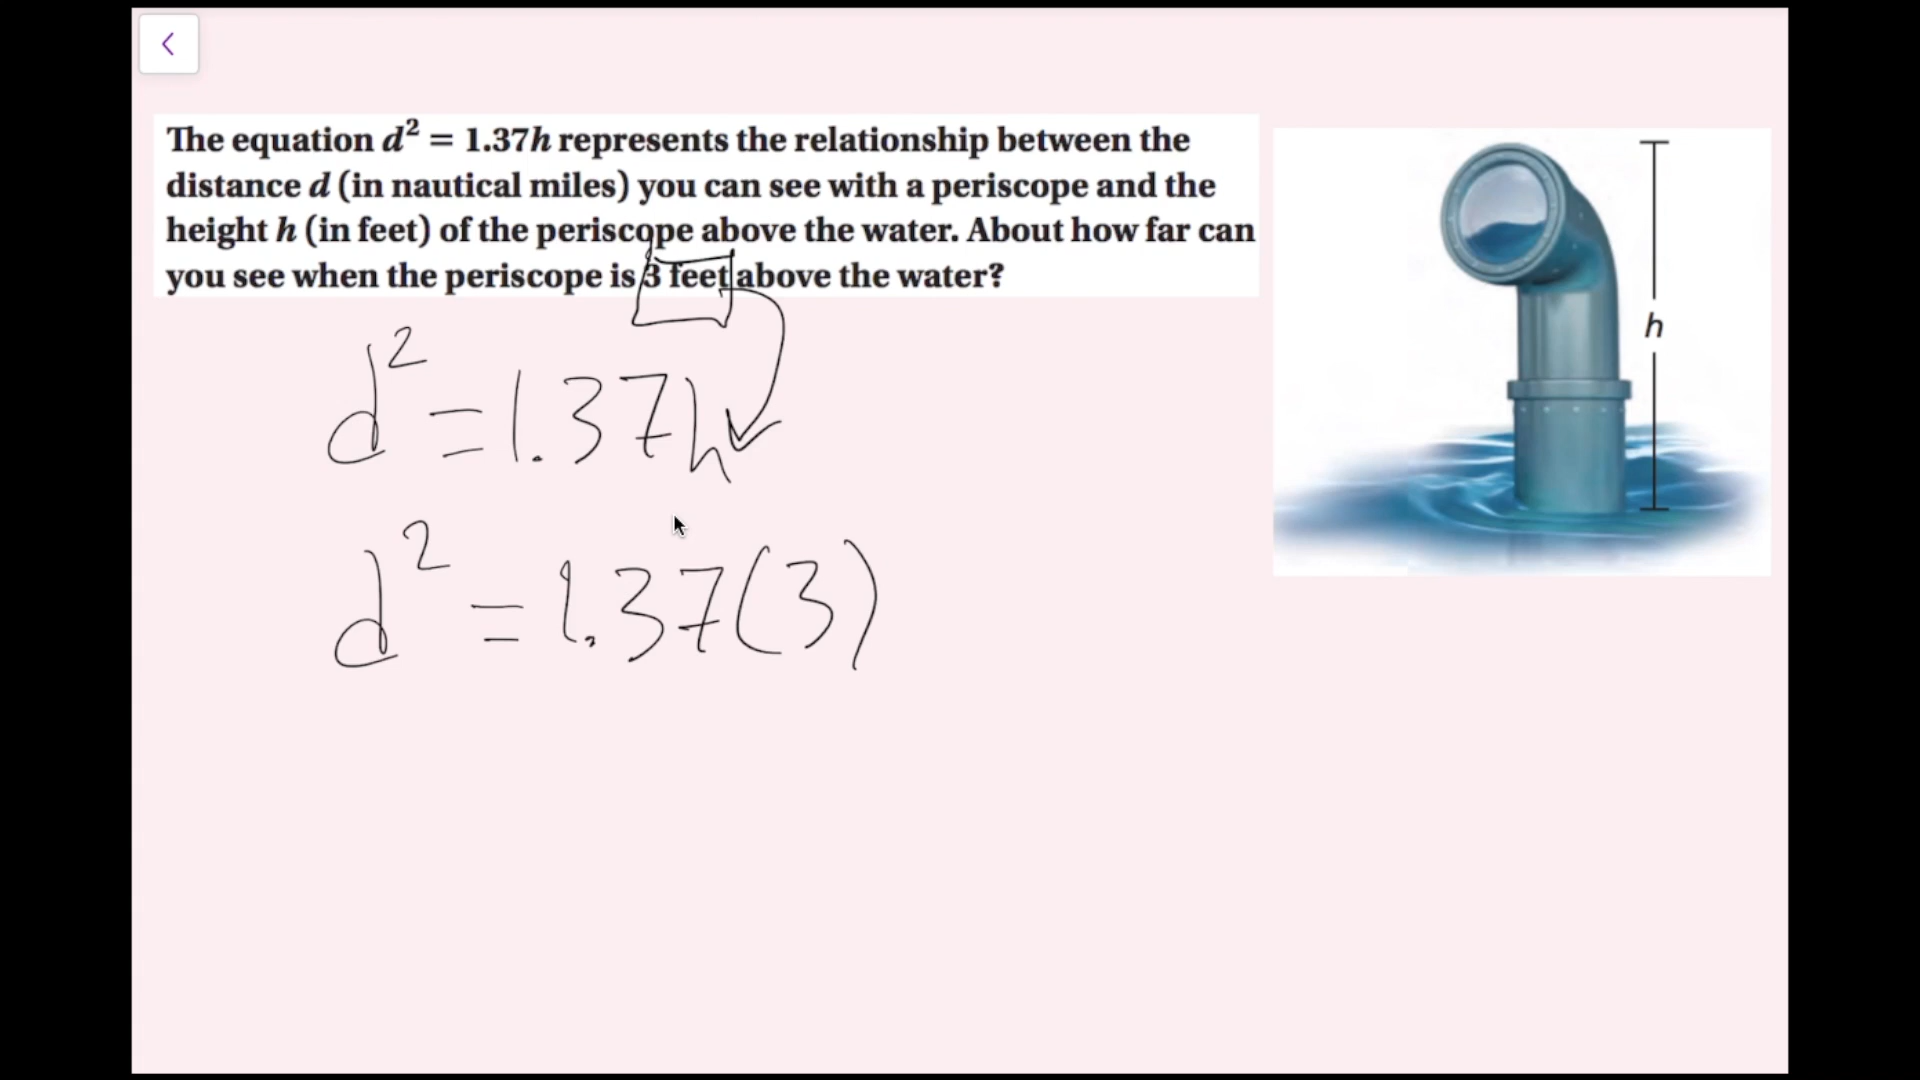 The equation d² = 1.37h represents the relationship between the
distance d (in nautical miles) you can see with a periscope and the
height h (in feet) of the periscope above the water. About how far can
you see when the periscope is 3 feet above the water?
h
d² = 1.37h
d² = 1.37(3)